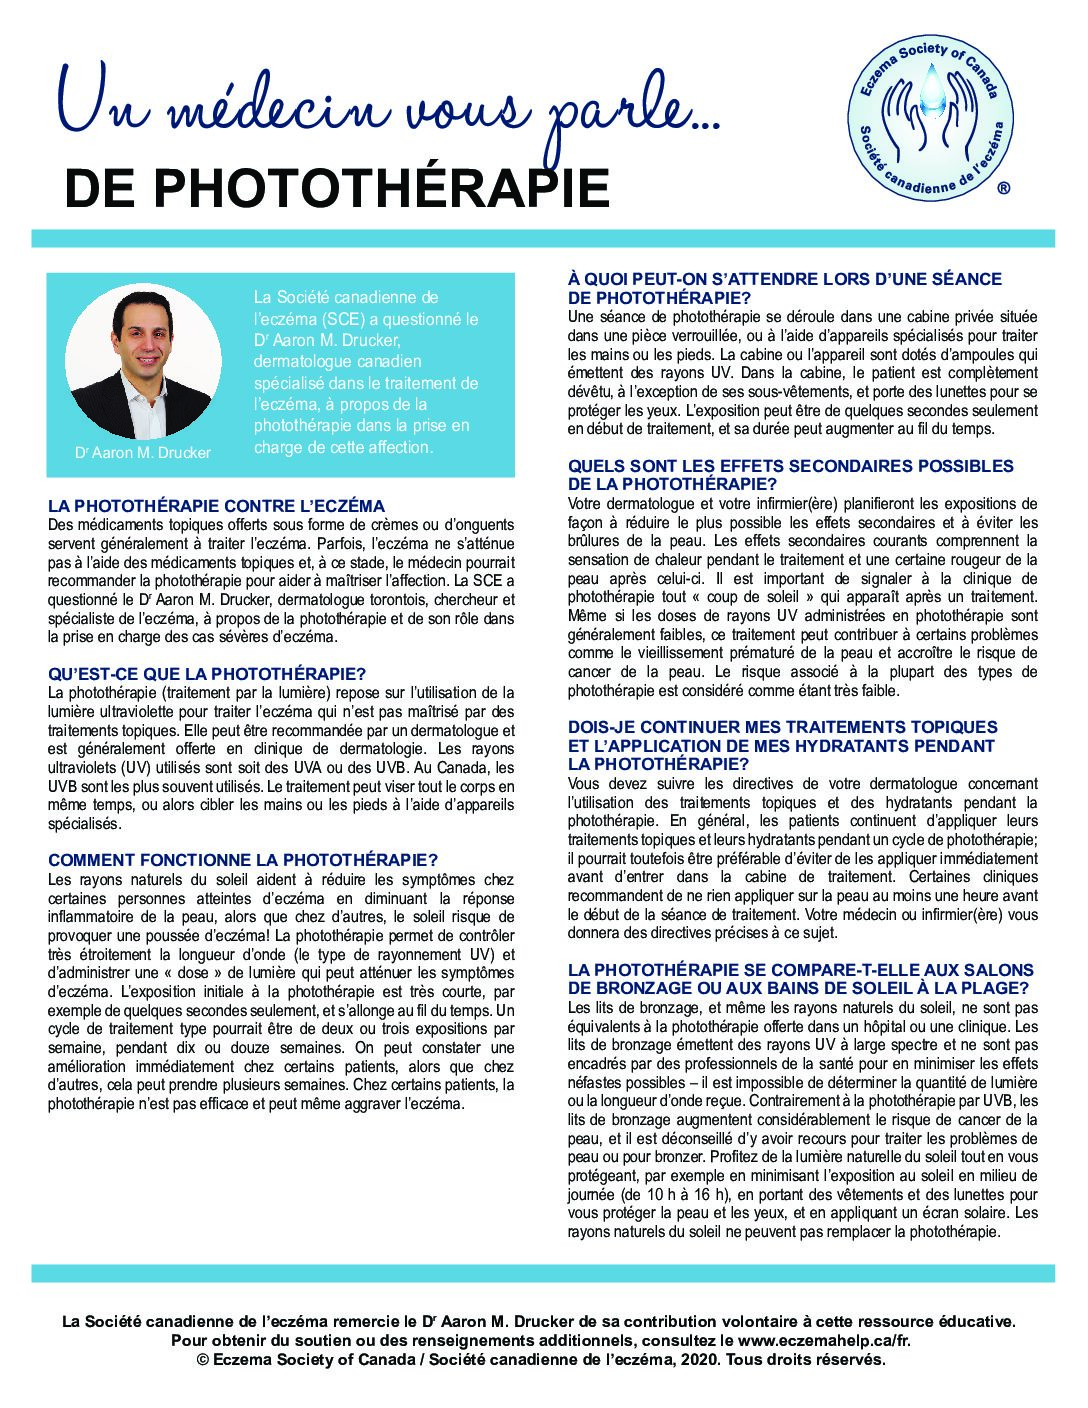 Un médecin vous parle...
DE PHOTOTHÉRAPIE
Eczema Society of Canada
Société canadienne de l'eczéma
®
La Société canadienne de
l'eczéma (SCE) a questionné le
Dr Aaron M. Drucker,
dermatologue canadien
spécialisé dans le traitement de
l'eczéma, à propos de la
photothérapie dans la prise en
charge de cette affection.
Dr Aaron M. Drucker
LA PHOTOTHÉRAPIE CONTRE L'ECZÉMA
Des médicaments topiques offerts sous forme de crèmes ou d'onguents
servent généralement à traiter l'eczéma. Parfois, l'eczéma ne s'atténue
pas à l'aide des médicaments topiques et, à ce stade, le médecin pourrait
recommander la photothérapie pour aider à maîtriser l'affection. La SCE a
questionné le Dr Aaron M. Drucker, dermatologue torontois, chercheur et
spécialiste de l'eczéma, à propos de la photothérapie et de son rôle dans
la prise en charge des cas sévères d'eczéma.
QU'EST-CE QUE LA PHOTOTHÉRAPIE?
La photothérapie (traitement par la lumière) repose sur l'utilisation de la
lumière ultraviolette pour traiter l'eczéma qui n'est pas maîtrisé par des
traitements topiques. Elle peut être recommandée par un dermatologue et
est généralement offerte en clinique de dermatologie. Les rayons
ultraviolets (UV) utilisés sont soit des UVA ou des UVB. Au Canada, les
UVB sont les plus souvent utilisés. Le traitement peut viser tout le corps en
même temps, ou alors cibler les mains ou les pieds à l'aide d'appareils
spécialisés.
COMMENT FONCTIONNE LA PHOTOTHÉRAPIE?
Les rayons naturels du soleil aident à réduire les symptômes chez
certaines personnes atteintes d'eczéma en diminuant la réponse
inflammatoire de la peau, alors que chez d'autres, le soleil risque de
provoquer une poussée d'eczéma! La photothérapie permet de contrôler
très étroitement la longueur d'onde (le type de rayonnement UV) et
d'administrer une « dose » de lumière qui peut atténuer les symptômes
d'eczéma. L'exposition initiale à la photothérapie est très courte, par
exemple de quelques secondes seulement, et s'allonge au fil du temps. Un
cycle de traitement type pourrait être de deux ou trois expositions par
semaine, pendant dix ou douze semaines. On peut constater une
amélioration immédiatement chez certains patients, alors que chez
d'autres, cela peut prendre plusieurs semaines. Chez certains patients, la
photothérapie n'est pas efficace et peut même aggraver l'eczéma.
À QUOI PEUT-ON S'ATTENDRE LORS D'UNE SÉANCE
DE PHOTOTHÉRAPIE?
Une séance de photothérapie se déroule dans une cabine privée située
dans une pièce verrouillée, ou à l'aide d'appareils spécialisés pour traiter
les mains ou les pieds. La cabine ou l'appareil sont dotés d'ampoules qui
émettent des rayons UV. Dans la cabine, le patient est complètement
dévêtu, à l'exception de ses sous-vêtements, et porte des lunettes pour se
protéger les yeux. L'exposition peut être de quelques secondes seulement
en début de traitement, et sa durée peut augmenter au fil du temps.
QUELS SONT LES EFFETS SECONDAIRES POSSIBLES
DE LA PHOTOTHÉRAPIE?
Votre dermatologue et votre infirmier(ère) planifieront les expositions de
façon à réduire le plus possible les effets secondaires et à éviter les
brûlures de la peau. Les effets secondaires courants comprennent la
sensation de chaleur pendant le traitement et une certaine rougeur de la
peau après celui-ci. Il est important de signaler à la clinique de
photothérapie tout « coup de soleil » qui apparaît après un traitement.
Même si les doses de rayons UV administrées en photothérapie sont
généralement faibles, ce traitement peut contribuer à certains problèmes
comme le vieillissement prématuré de la peau et accroître le risque de
cancer de la peau. Le risque associé à la plupart des types de
photothérapie est considéré comme étant très faible.
DOIS-JE CONTINUER MES TRAITEMENTS TOPIQUES
ET L'APPLICATION DE MES HYDRATANTS PENDANT
LA PHOTOTHÉRAPIE?
Vous devez suivre les directives de votre dermatologue concernant
l'utilisation des traitements topiques et des hydratants pendant la
photothérapie. En général, les patients continuent d'appliquer leurs
traitements topiques et leurs hydratants pendant un cycle de photothérapie;
il pourrait toutefois être préférable d'éviter de les appliquer immédiatement
avant d'entrer dans la cabine de traitement. Certaines cliniques
recommandent de ne rien appliquer sur la peau au moins une heure avant
le début de la séance de traitement. Votre médecin ou infirmier(ère) vous
donnera des directives précises à ce sujet.
LA PHOTOTHÉRAPIE SE COMPARE-T-ELLE AUX SALONS
DE BRONZAGE OU AUX BAINS DE SOLEIL À LA PLAGE?
Les lits de bronzage, et même les rayons naturels du soleil, ne sont pas
équivalents à la photothérapie offerte dans un hôpital ou une clinique. Les
lits de bronzage émettent des rayons UV à large spectre et ne sont pas
encadrés par des professionnels de la santé pour en minimiser les effets
néfastes possibles – il est impossible de déterminer la quantité de lumière
ou la longueur d'onde reçue. Contrairement à la photothérapie par UVB, les
lits de bronzage augmentent considérablement le risque de cancer de la
peau, et il est déconseillé d'y avoir recours pour traiter les problèmes de
peau ou pour bronzer. Profitez de la lumière naturelle du soleil tout en vous
protégeant, par exemple en minimisant l'exposition au soleil en milieu de
journée (de 10 h à 16 h), en portant des vêtements et des lunettes pour
vous protéger la peau et les yeux, et en appliquant un écran solaire. Les
rayons naturels du soleil ne peuvent pas remplacer la photothérapie.
La Société canadienne de l'eczéma remercie le Dr Aaron M. Drucker de sa contribution volontaire à cette ressource éducative.
Pour obtenir du soutien ou des renseignements additionnels, consultez le www.eczemahelp.ca/fr.
© Eczema Society of Canada / Société canadienne de l'eczéma, 2020. Tous droits réservés.